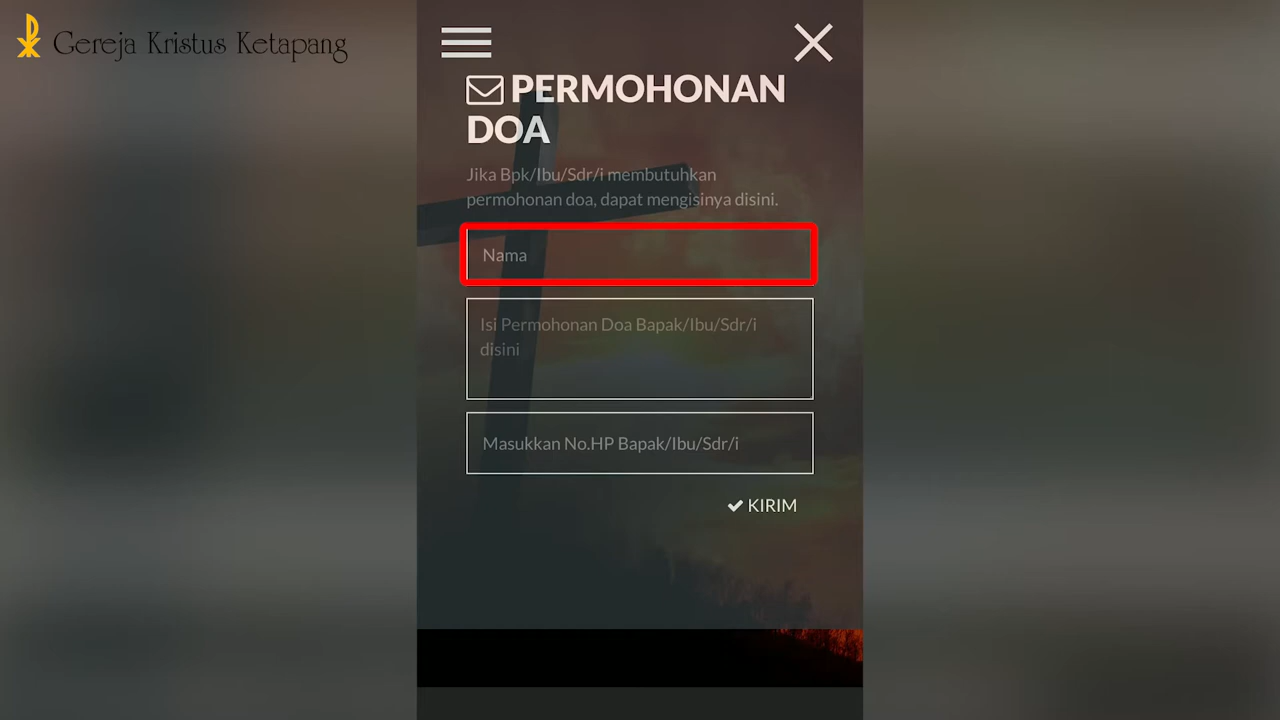 Gereja Kristus Ketapang
PERMOHONAN
DOA
Jika Bpk/Ibu/Sdr/i membutuhkan
permohonan doa, dapat mengisinya disini.
Nama
Isi Permohonan Doa Bapak/Ibu/Sdr/i
disini
Masukkan No.HP Bapak/Ibu/Sdr/i
KIRIM